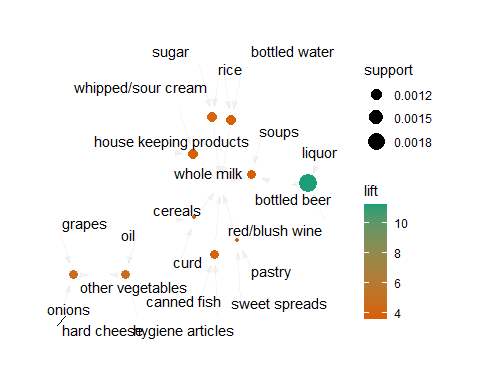 sugar
bottled water
rice
whipped/sour cream
house keeping products
soups
liquor
whole milk
bottled beer
cereals
red/blush wine
grapes
oil
curd
pastry
other vegetables
canned fish
sweet spreads
onions
hard cheese
hygiene articles
support
0.0012
0.0015
0.0018
lift
10
8
6
4